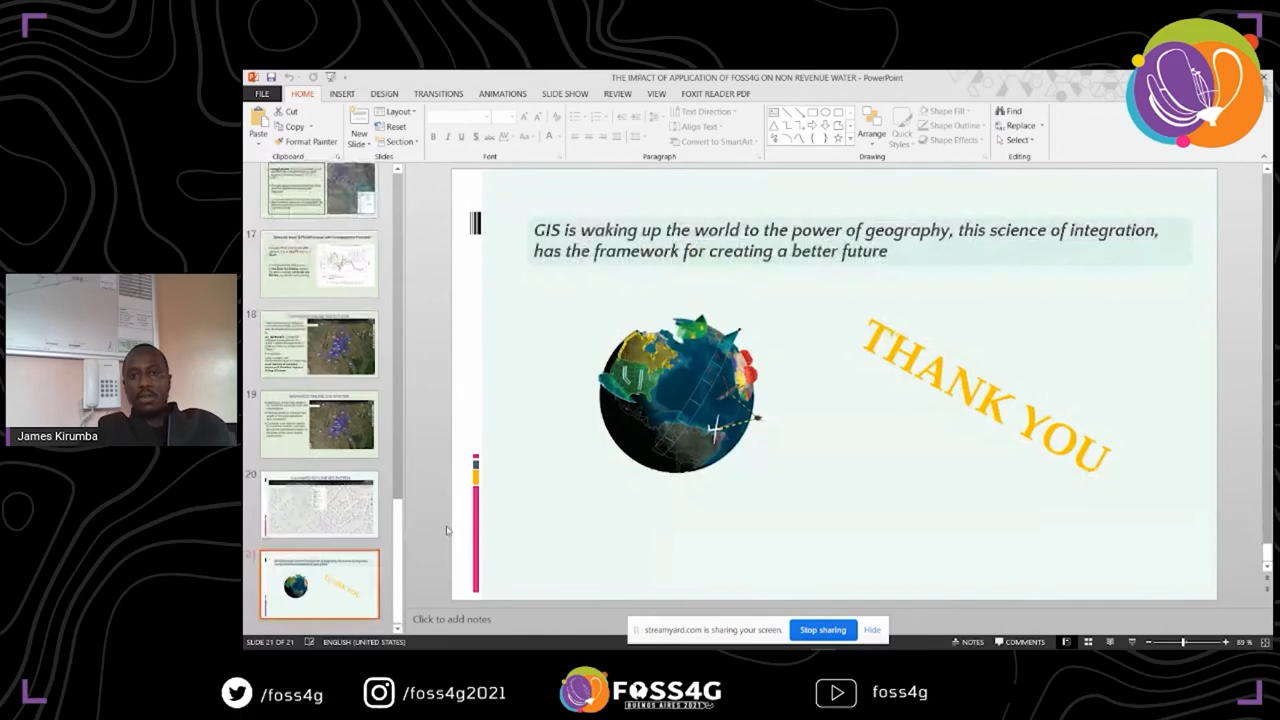 THE IMPACT OF APPLICATION OF FOSS4G ON NON REVENUE WATER - PowerPoint
FILE HOME INSERT DESIGN TRANSITIONS ANIMATIONS SLIDE SHOW REVIEW VIEW FOXIT READER PDF
Paste
Cut
Copy
Format Painter
Clipboard
New
Slide
Layout
Reset
Section
Slides
Font
Text Direction
Align Text
Convert to SmartArt
Paragraph
Arrange
Quick
Styles
Shape Fill
Shape Outline
Shape Effects
Drawing
Find
Replace
Select
Editing
17
18
19
20
21
GIS is waking up the world to the power of geography, this science of integration,
has the framework for creating a better future
THANK YOU
James Kirumba
Click to add notes
streamyard.com is sharing your screen. Stop sharing Hide
SLIDE 21 OF 21 ENGLISH (UNITED STATES) NOTES COMMENTS 89 %
/foss4g /foss4g2021 FOSS4G foss4g
BUENOS AIRES 2021